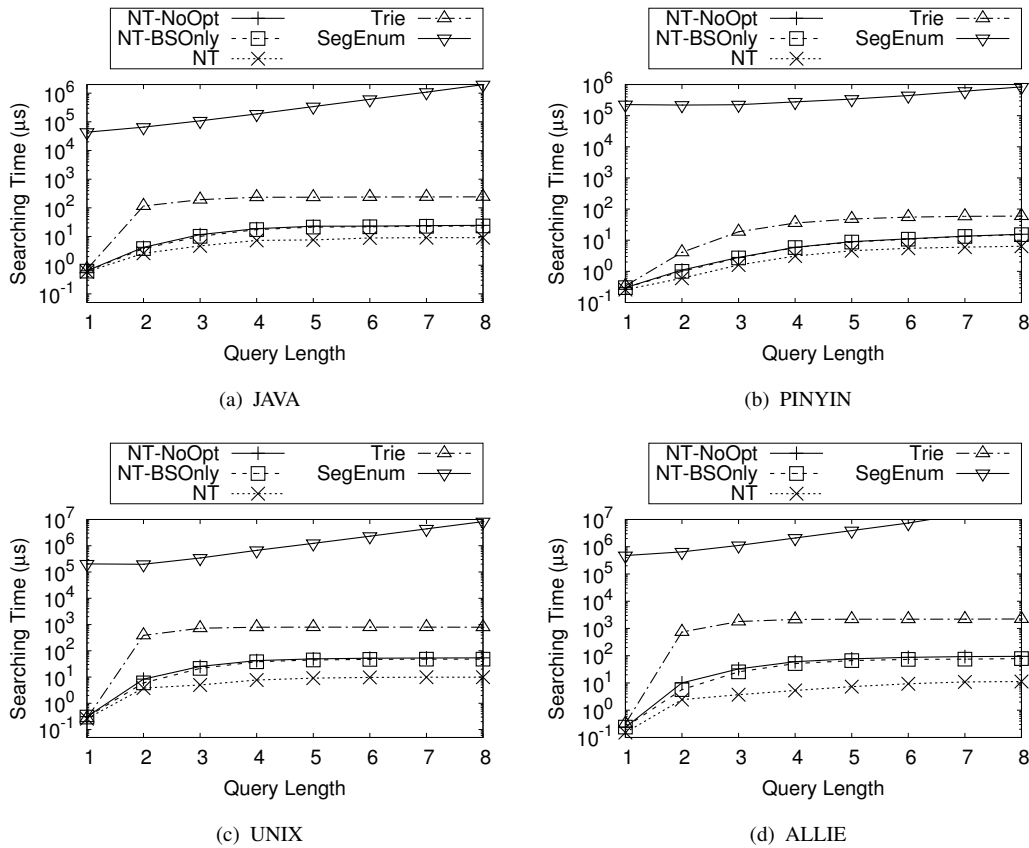 NT-NoOpt
NT-BSOnly
NT
Trie
SegEnum
Searching Time (µs)
10^6
10^5
10^4
10^3
10^2
10^1
10^0
10^-1
1 2 3 4 5 6 7 8
Query Length
(a) JAVA
NT-NoOpt
NT-BSOnly
NT
Trie
SegEnum
Searching Time (µs)
10^6
10^5
10^4
10^3
10^2
10^1
10^0
10^-1
1 2 3 4 5 6 7 8
Query Length
(b) PINYIN
NT-NoOpt
NT-BSOnly
NT
Trie
SegEnum
Searching Time (µs)
10^7
10^6
10^5
10^4
10^3
10^2
10^1
10^0
10^-1
1 2 3 4 5 6 7 8
Query Length
(c) UNIX
NT-NoOpt
NT-BSOnly
NT
Trie
SegEnum
Searching Time (µs)
10^7
10^6
10^5
10^4
10^3
10^2
10^1
10^0
10^-1
1 2 3 4 5 6 7 8
Query Length
(d) ALLIE